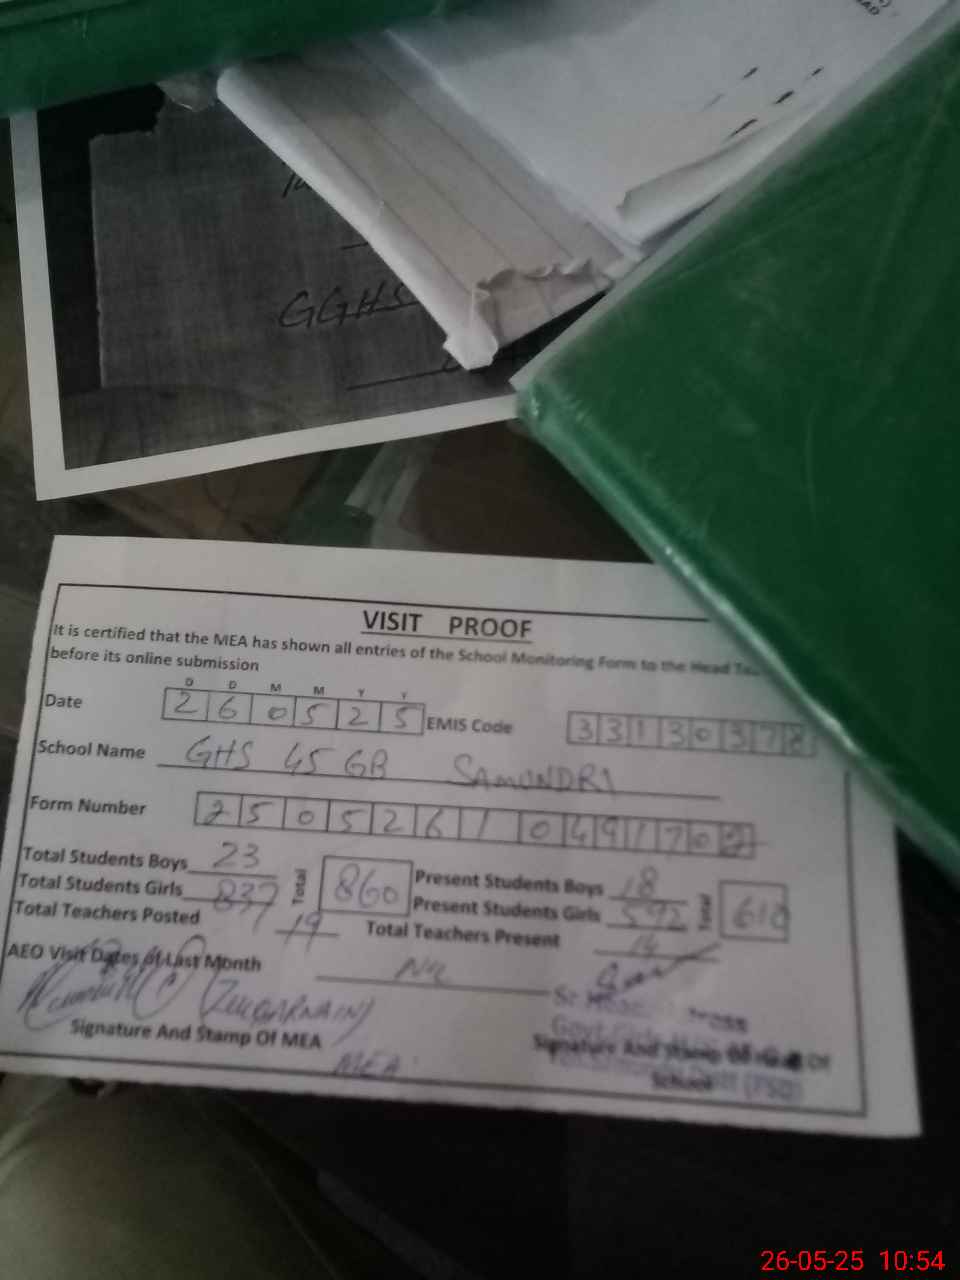 GGHS
VISIT PROOF
It is certified that the MEA has shown all entries of the School Monitoring Form to the Head
before its online submission
D D M M Y Y
Date 2 6 0 5 2 5 EMIS Code 3 3 1 3 0 3 7 8
School Name GHS 45 GB SAMUNDRI
Form Number 2 5 0 5 2 6 1 0 4 9 1 7 0
Total Students Boys 23 Total 860 Present Students Boys 18 Total 610
Total Students Girls 837 Present Students Girls 592
Total Teachers Posted 19 Total Teachers Present 14
AEO Visit Dates of Last Month Nil
(ZULQARNAIN)
Signature And Stamp Of MEA
MEA
Signature And Stamp Of Head Of
School
26-05-25 10:54